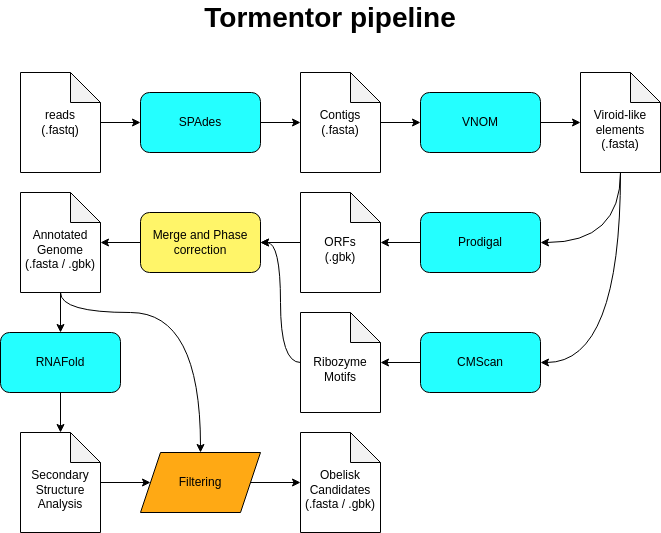 Tormentor pipeline
reads
(.fastq)
SPAdes
Contigs
(.fasta)
VNOM
Viroid-like
elements
(.fasta)
Annotated
Genome
(.fasta / .gbk)
Merge and Phase
correction
ORFs
(.gbk)
Prodigal
RNAFold
Ribozyme
Motifs
CMScan
Secondary
Structure
Analysis
Filtering
Obelisk
Candidates
(.fasta / .gbk)